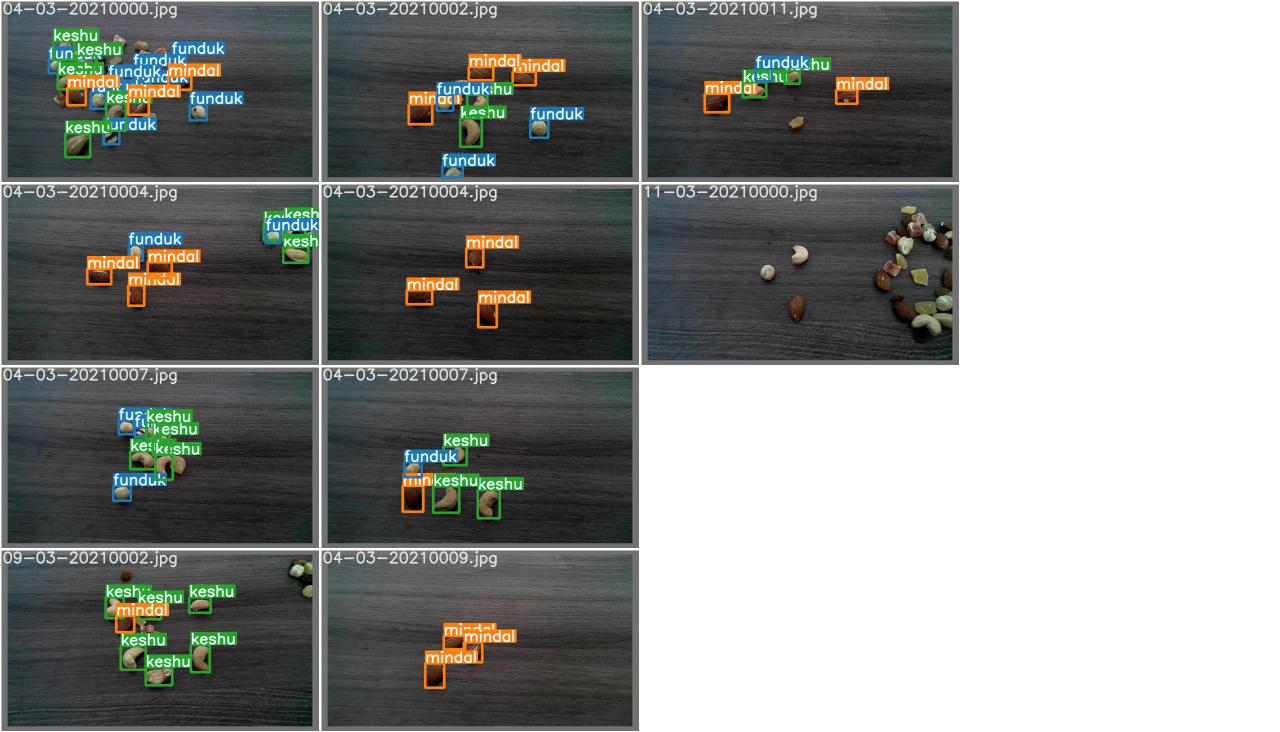 04-03-20210000.jpg
keshu
keshu
funduk
funduk
keshu
funduk
mindal
mindal
mindal
keshu
funduk
keshu
04-03-20210002.jpg
mindal
mindal
funduk
keshu
funduk
funduk
04-03-20210011.jpg
funduk
mindal
mindal
04-03-20210004.jpg
funduk
keshu
funduk
mindal
mindal
mindal
04-03-20210004.jpg
mindal
mindal
mindal
11-03-20210000.jpg
04-03-20210007.jpg
keshu
keshu
keshu
funduk
04-03-20210007.jpg
keshu
funduk
keshu
keshu
09-03-20210002.jpg
keshu
keshu
keshu
mindal
keshu
keshu
keshu
04-03-20210009.jpg
mindal
mindal